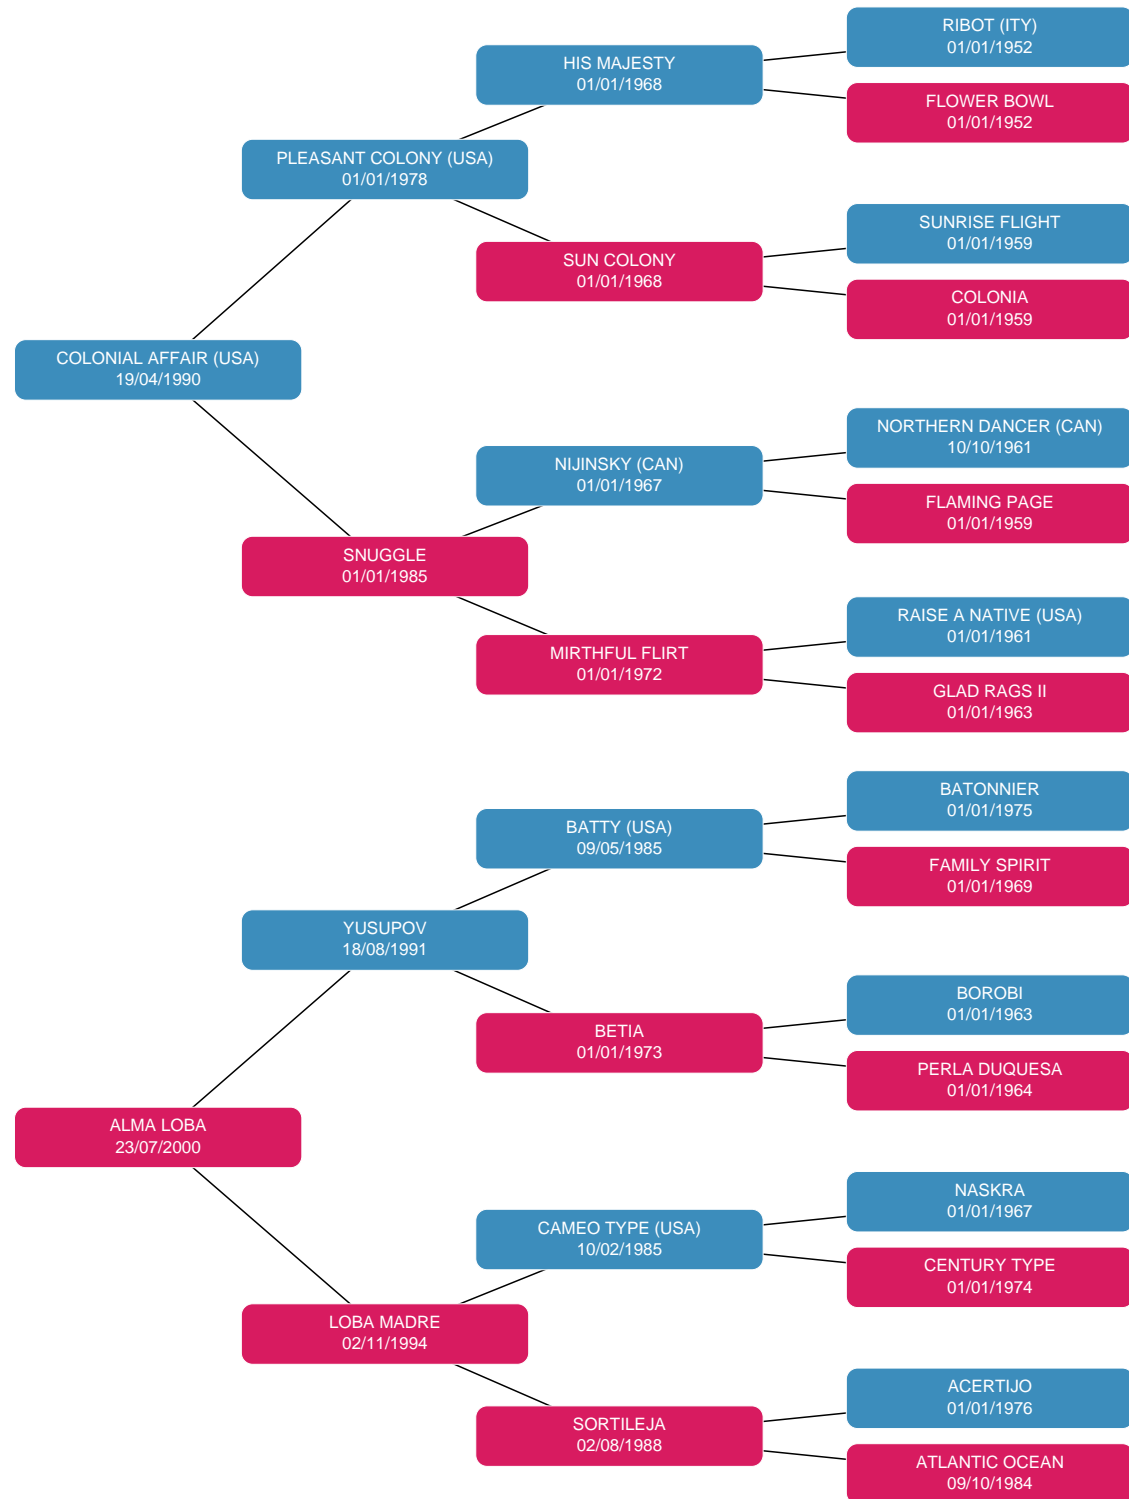 RIBOT (ITY)
01/01/1952
HIS MAJESTY
01/01/1968
FLOWER BOWL
01/01/1952
PLEASANT COLONY (USA)
01/01/1978
SUNRISE FLIGHT
01/01/1959
SUN COLONY
01/01/1968
COLONIA
01/01/1959
COLONIAL AFFAIR (USA)
19/04/1990
NORTHERN DANCER (CAN)
10/10/1961
NIJINSKY (CAN)
01/01/1967
FLAMING PAGE
01/01/1959
SNUGGLE
01/01/1985
RAISE A NATIVE (USA)
01/01/1961
MIRTHFUL FLIRT
01/01/1972
GLAD RAGS II
01/01/1963
BATONNIER
01/01/1975
BATTY (USA)
09/05/1985
FAMILY SPIRIT
01/01/1969
YUSUPOV
18/08/1991
BOROBI
01/01/1963
BETIA
01/01/1973
PERLA DUQUESA
01/01/1964
ALMA LOBA
23/07/2000
NASKRA
01/01/1967
CAMEO TYPE (USA)
10/02/1985
CENTURY TYPE
01/01/1974
LOBA MADRE
02/11/1994
ACERTIJO
01/01/1976
SORTILEJA
02/08/1988
ATLANTIC OCEAN
09/10/1984